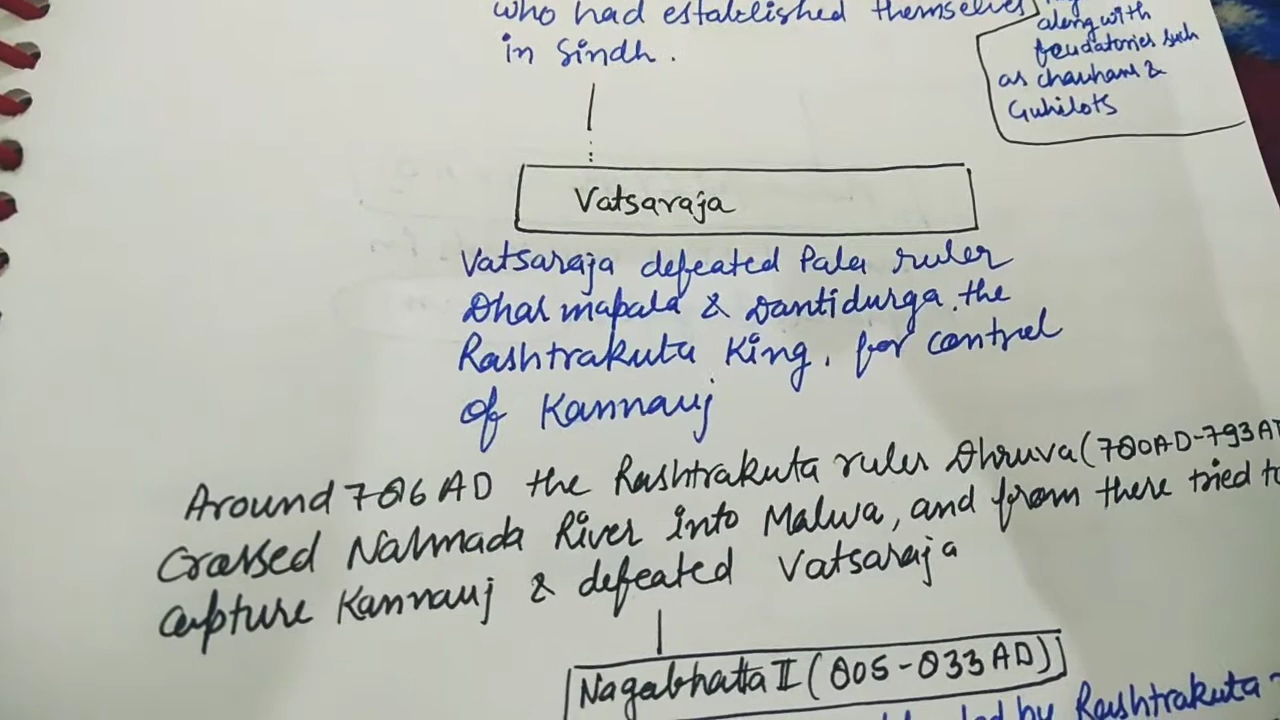 who had established themselves
in Sindh.
along with
feudatories such
as chauhans &
Guhilots
Vatsaraja
Vatsaraja defeated Pala ruler
Dharmapala & Dantidurga, the
Rashtrakuta King, for control
of Kannauj
Around 786 AD the Rashtrakuta ruler Dhruva (780AD-793AD
Crossed Narmada River into Malwa, and from there tried to
capture Kannauj & defeated Vatsaraja
Nagabhatta II (805-833 AD)
by Rashtrakuta